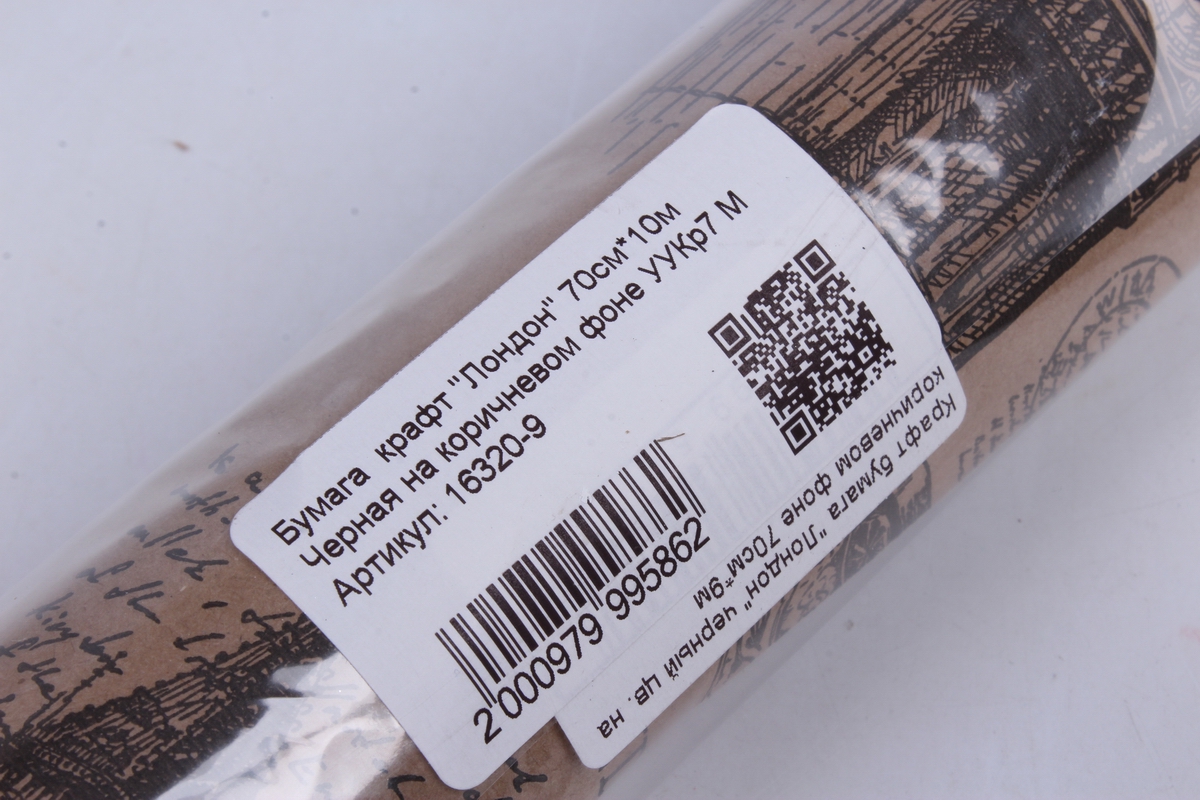 Бумага крафт "Лондон" 70см*10м
Черная на коричневом фоне УУКр7 М
Артикул: 16320-9
2 000979 995862
Крафт бумага "Лондон" черный цв. на
коричневом фоне 70см*9м